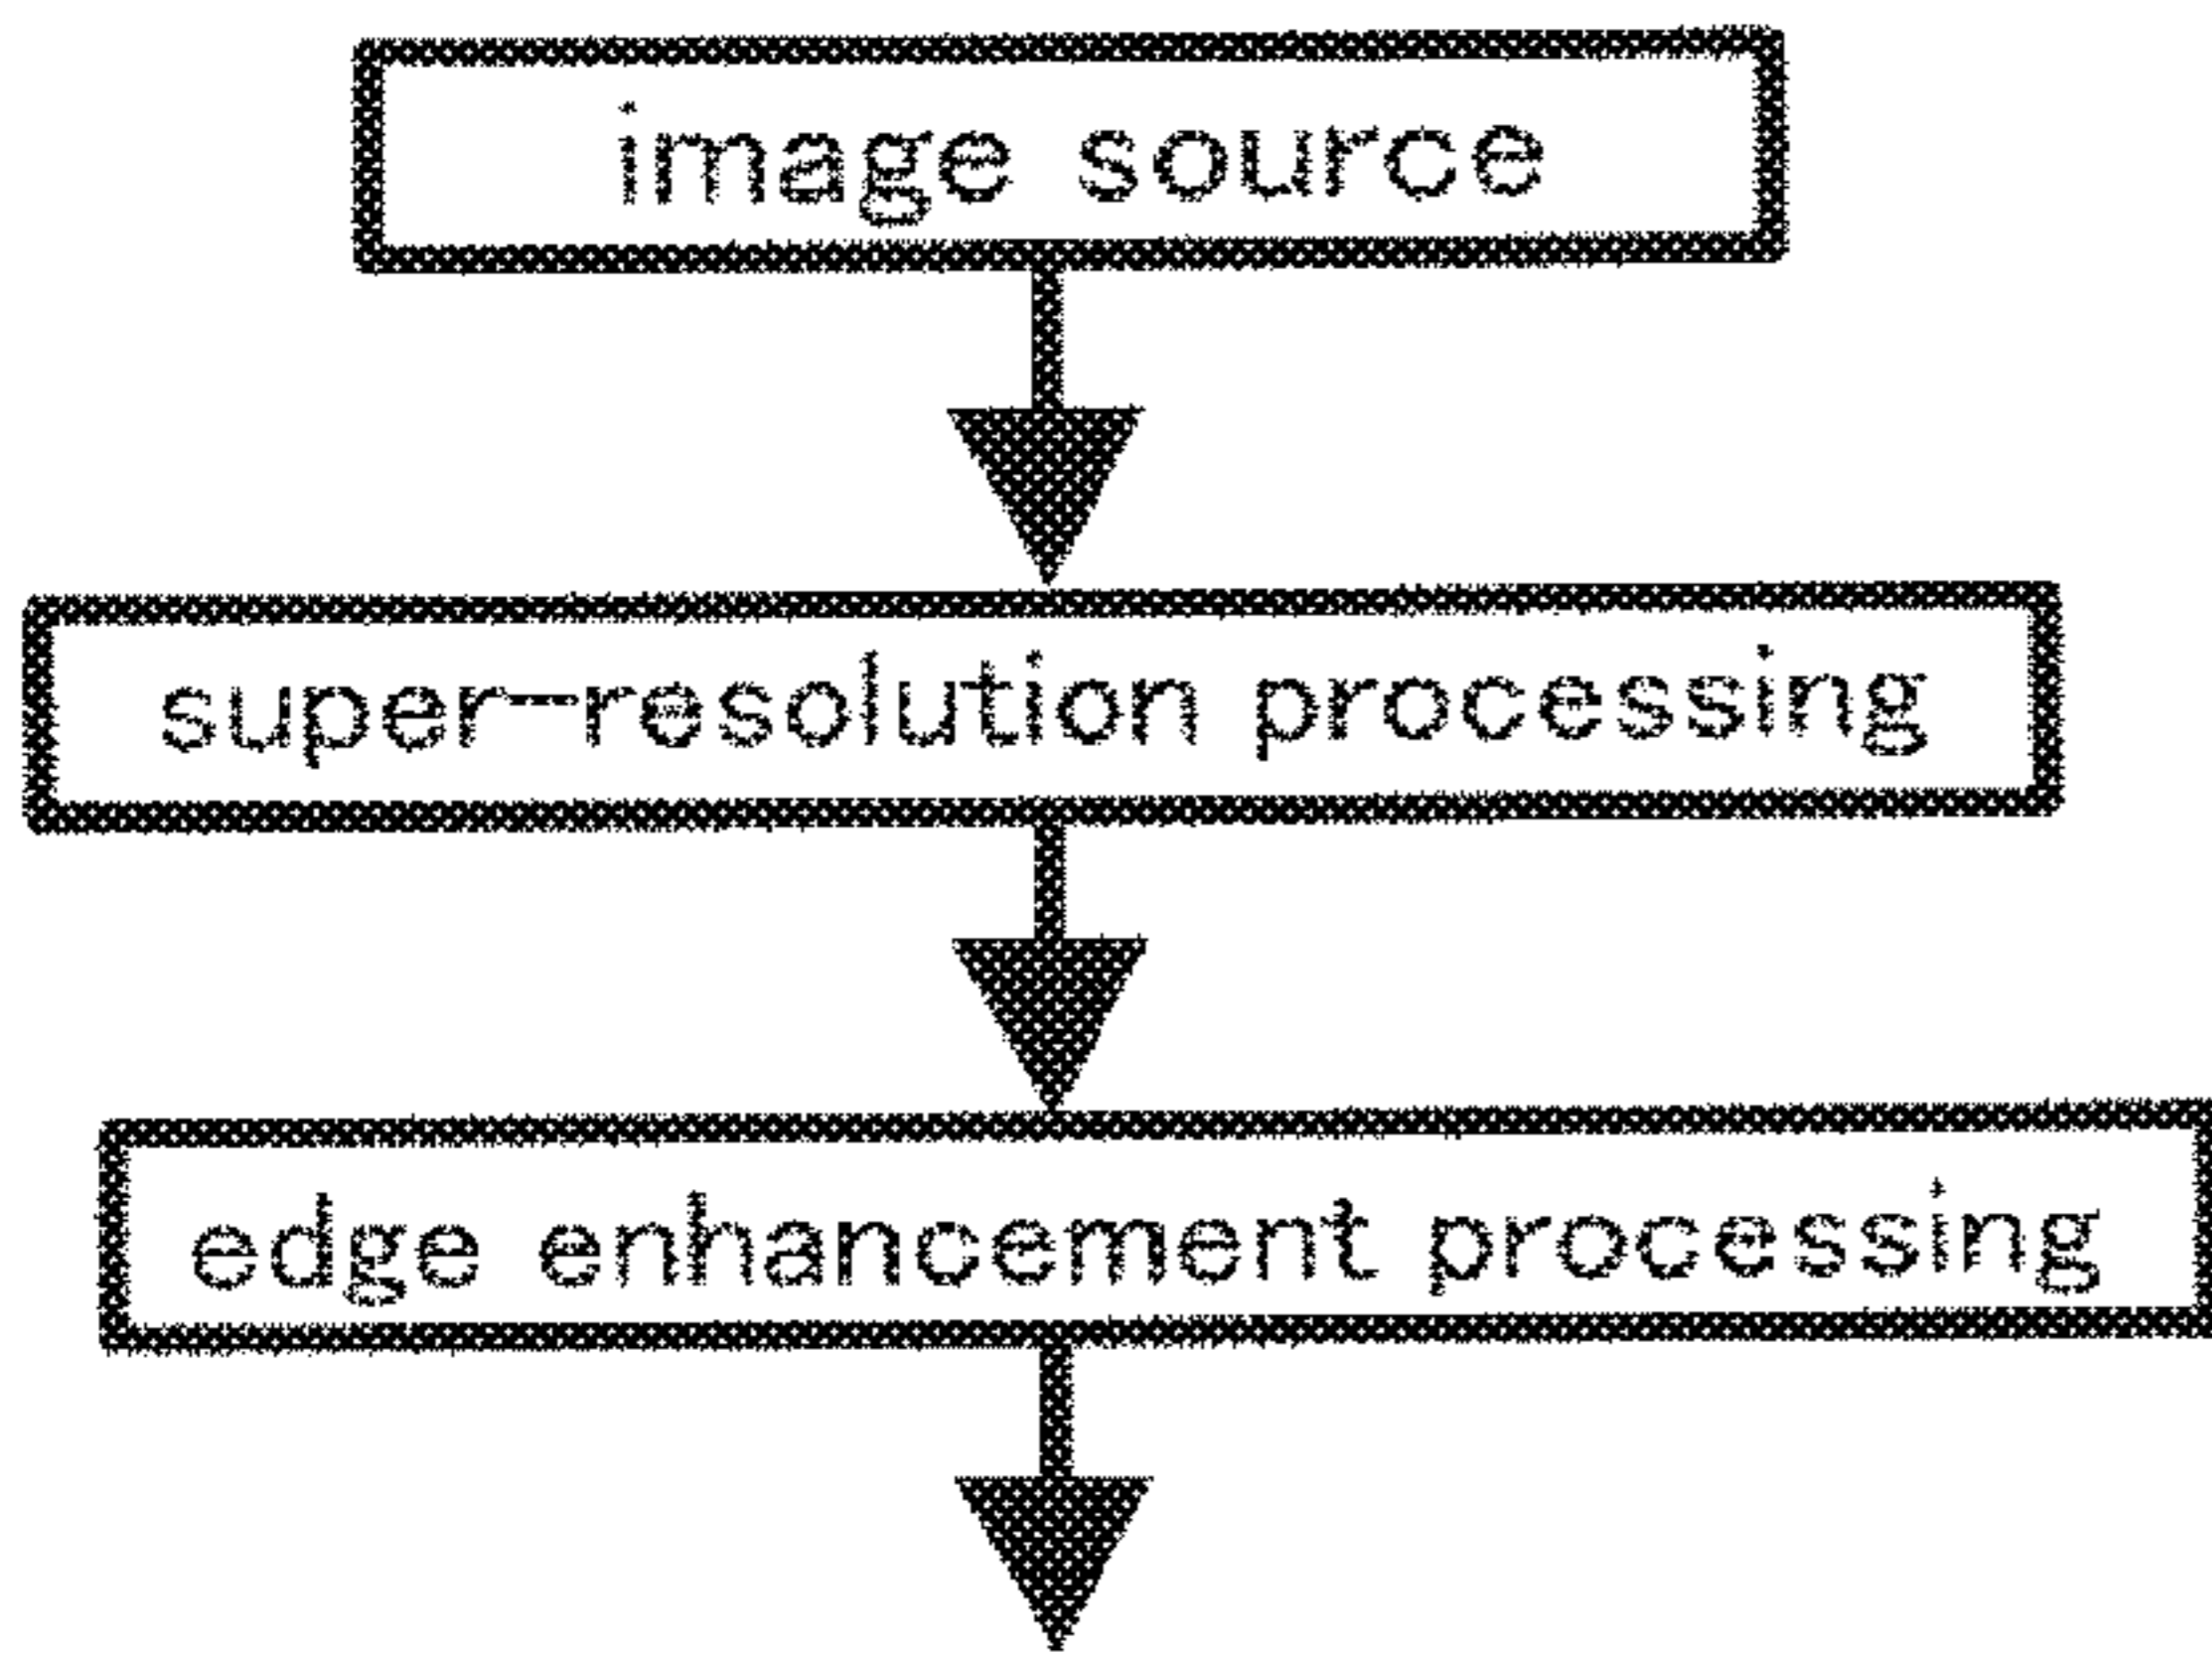 image source
super-resolution processing
edge enhancement processing